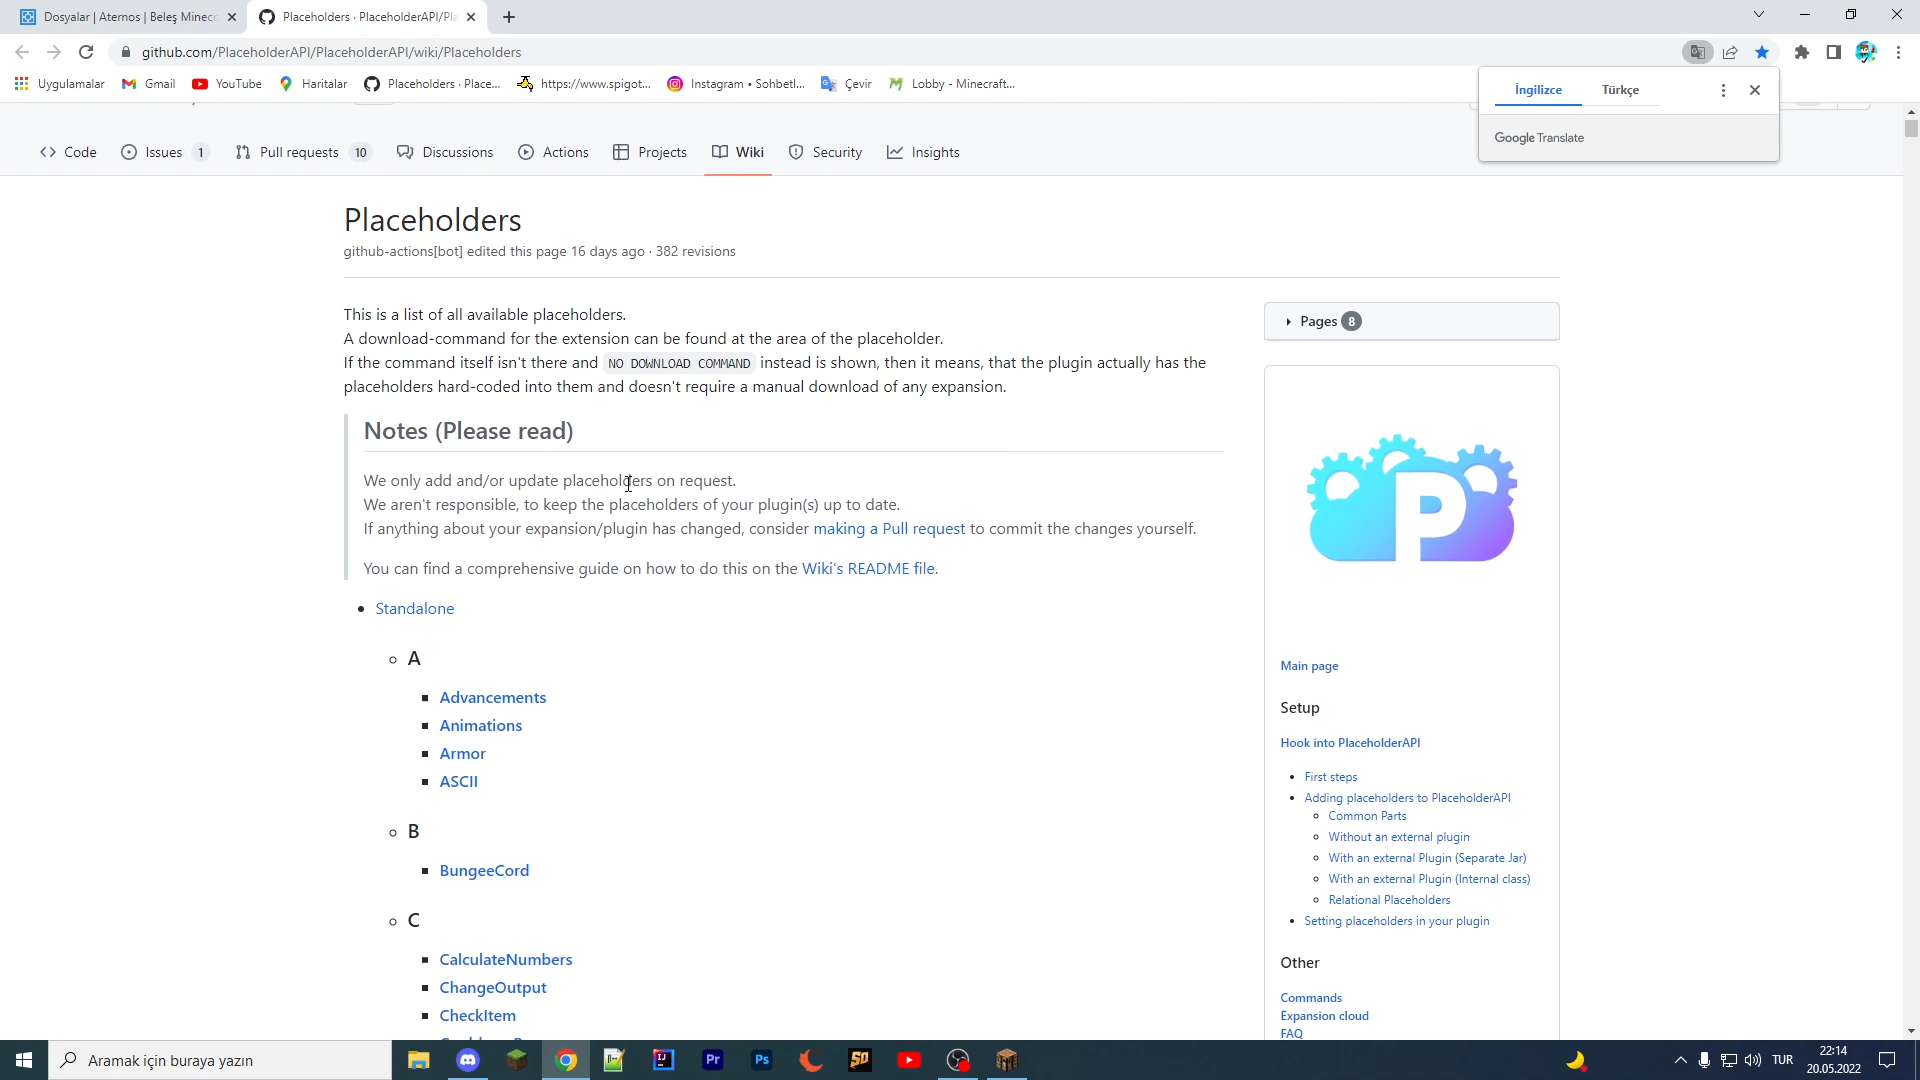 Dosyalar | Aternos | Beleş Minecr
Placeholders · PlaceholderAPI/Pla
github.com/PlaceholderAPI/PlaceholderAPI/wiki/Placeholders
Uygulamalar
Gmail
YouTube
Haritalar
Placeholders · Place...
https://www.spigot...
Instagram • Sohbetl...
Çevir
Lobby - Minecraft...
İngilizce
Türkçe
Google Translate
Code
Issues 1
Pull requests 10
Discussions
Actions
Projects
Wiki
Security
Insights
Placeholders
github-actions[bot] edited this page 16 days ago · 382 revisions
This is a list of all available placeholders.
A download-command for the extension can be found at the area of the placeholder.
If the command itself isn't there and NO DOWNLOAD COMMAND instead is shown, then it means, that the plugin actually has the
placeholders hard-coded into them and doesn't require a manual download of any expansion.
Notes (Please read)
We only add and/or update placeholders on request.
We aren't responsible, to keep the placeholders of your plugin(s) up to date.
If anything about your expansion/plugin has changed, consider making a Pull request to commit the changes yourself.
You can find a comprehensive guide on how to do this on the Wiki's README file.
Standalone
A
Advancements
Animations
Armor
ASCII
B
BungeeCord
C
CalculateNumbers
ChangeOutput
CheckItem
Pages 8
P
Main page
Setup
Hook into PlaceholderAPI
First steps
Adding placeholders to PlaceholderAPI
Common Parts
Without an external plugin
With an external Plugin (Separate Jar)
With an external Plugin (Internal class)
Relational Placeholders
Setting placeholders in your plugin
Other
Commands
Expansion cloud
FAQ
Aramak için buraya yazın
IJ
Pr
Ps
SO
TUR
22:14
20.05.2022